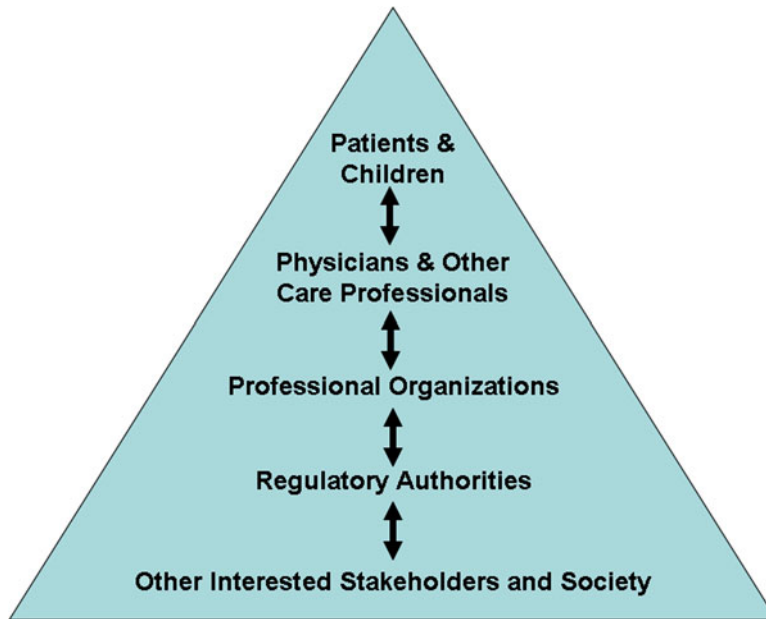 Patients &
Children
Physicians & Other
Care Professionals
Professional Organizations
Regulatory Authorities
Other Interested Stakeholders and Society